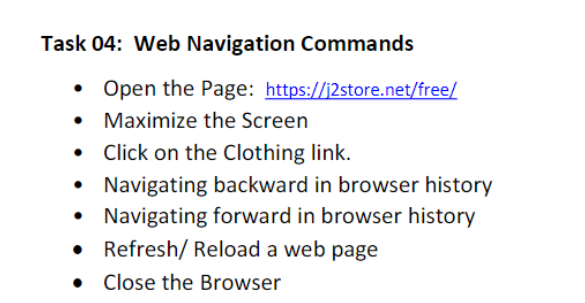 Task 04:  Web Navigation Commands
• Open the Page:  https://j2store.net/free/
• Maximize the Screen
• Click on the Clothing link.
• Navigating backward in browser history
• Navigating forward in browser history
• Refresh/ Reload a web page
• Close the Browser